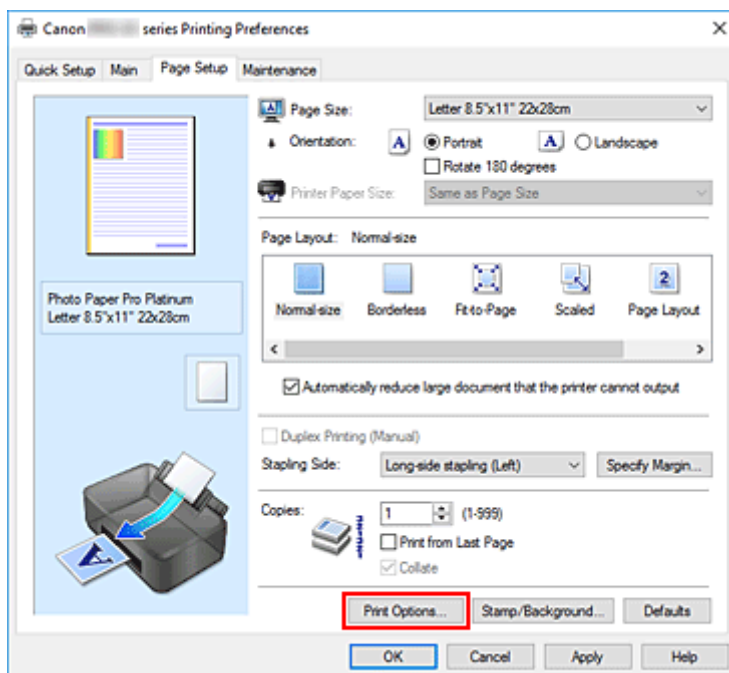 Canon series Printing Preferences
Quick Setup Main Page Setup Maintenance
Page Size: Letter 8.5"x11" 22x28cm
Orientation: A Portrait A Landscape
Rotate 180 degrees
Printer Paper Size: Same as Page Size
Page Layout: Normal-size
Normal-size Borderless Fit-to-Page Scaled Page Layout
Photo Paper Pro Platinum
Letter 8.5"x11" 22x28cm
Automatically reduce large document that the printer cannot output
Duplex Printing (Manual)
Stapling Side: Long-side stapling (Left) Specify Margin...
Copies: 1 (1-999)
Print from Last Page
Collate
Print Options... Stamp/Background... Defaults
OK Cancel Apply Help